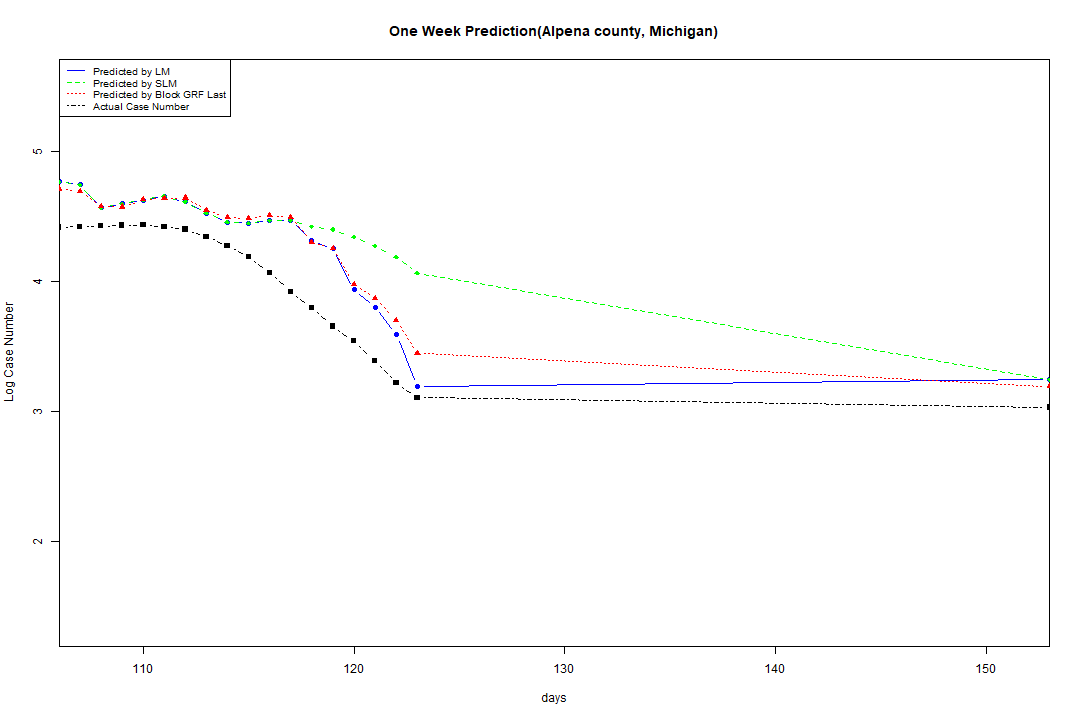 One Week Prediction(Alpena county, Michigan)
Predicted by LM
Predicted by SLM
Predicted by Block GRF Last
Actual Case Number
5
4
3
2
Log Case Number
110 120 130 140 150
days